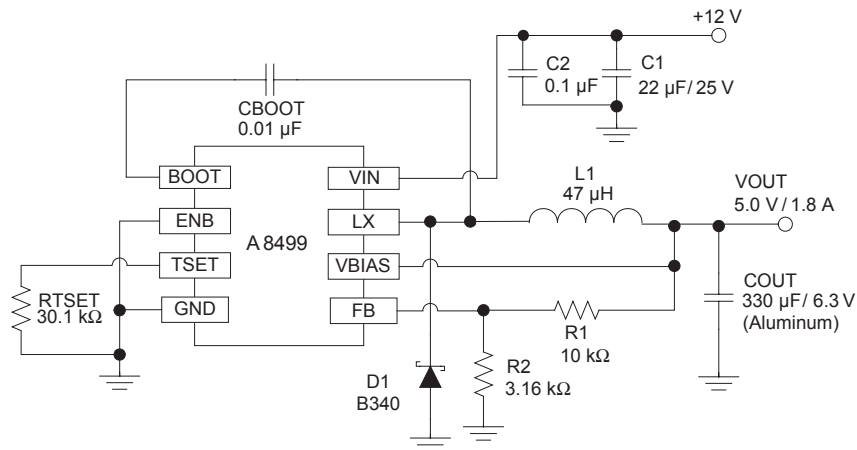 +12 V
C2
0.1 µF
C1
22 µF/ 25 V
CBOOT
0.01 µF
BOOT
VIN
L1
47 µH
VOUT
5.0 V / 1.8 A
ENB
LX
A 8499
TSET
VBIAS
RTSET
30.1 kΩ
GND
FB
COUT
330 µF/ 6.3 V
(Aluminum)
R1
10 kΩ
R2
3.16 kΩ
D1
B340